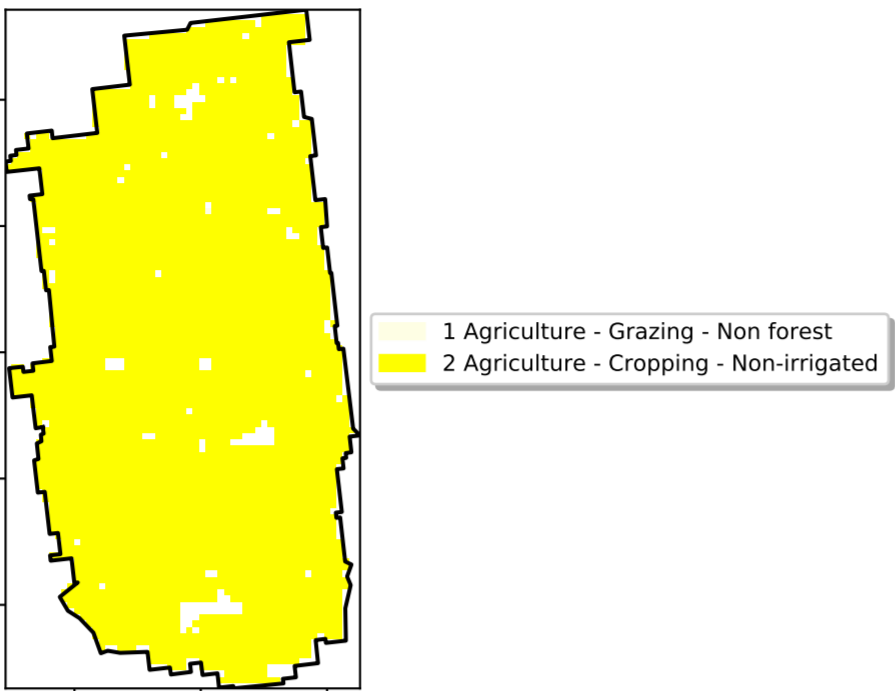 1 Agriculture - Grazing - Non forest
2 Agriculture - Cropping - Non-irrigated